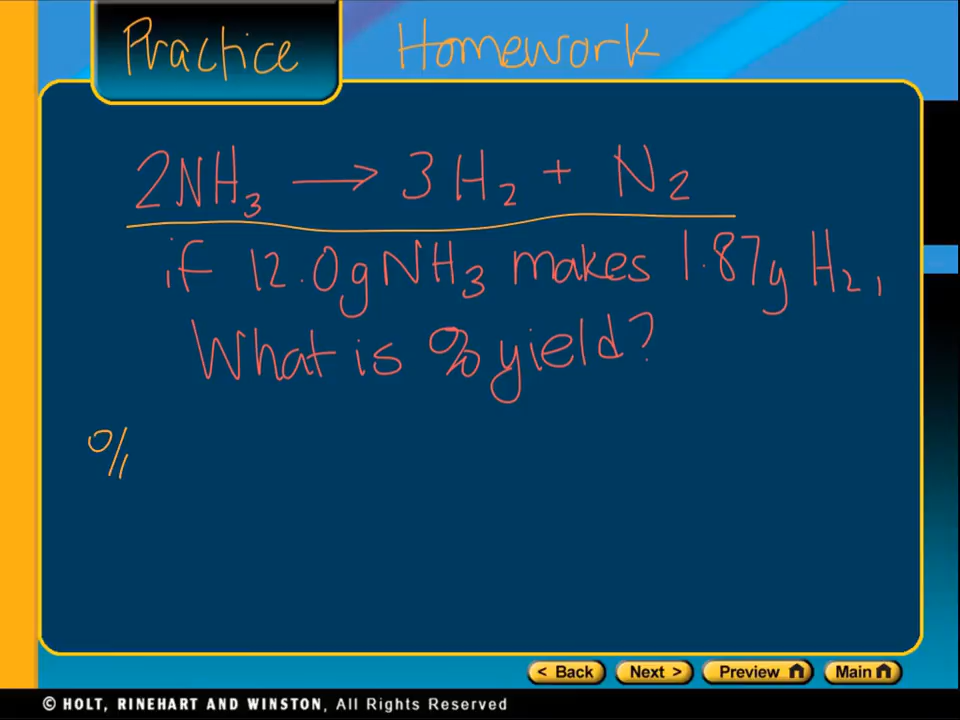 Practice Homework
2NH₃ → 3H₂ + N₂
if 12.0g NH₃ makes 1.87g H₂,
What is % yield?
%
< Back Next > Preview Main
© HOLT, RINEHART AND WINSTON, All Rights Reserved